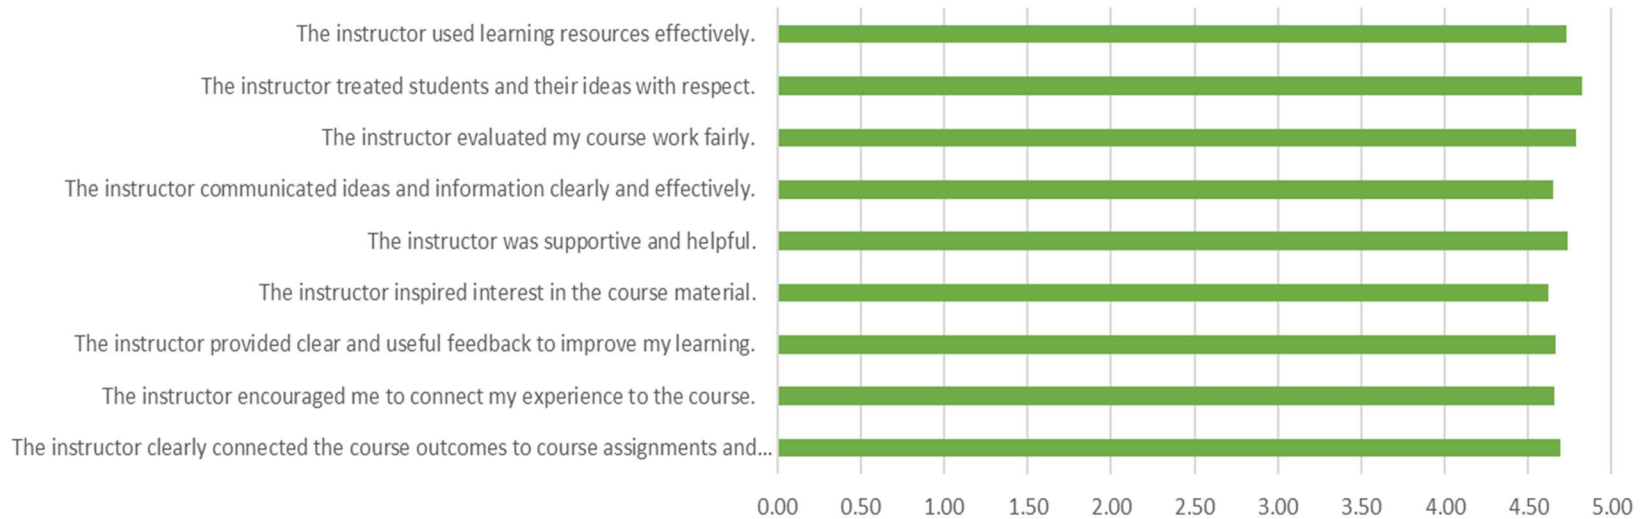 The instructor used learning resources effectively.
The instructor treated students and their ideas with respect.
The instructor evaluated my course work fairly.
The instructor communicated ideas and information clearly and effectively.
The instructor was supportive and helpful.
The instructor inspired interest in the course material.
The instructor provided clear and useful feedback to improve my learning.
The instructor encouraged me to connect my experience to the course.
The instructor clearly connected the course outcomes to course assignments and...
0.00 0.50 1.00 1.50 2.00 2.50 3.00 3.50 4.00 4.50 5.00